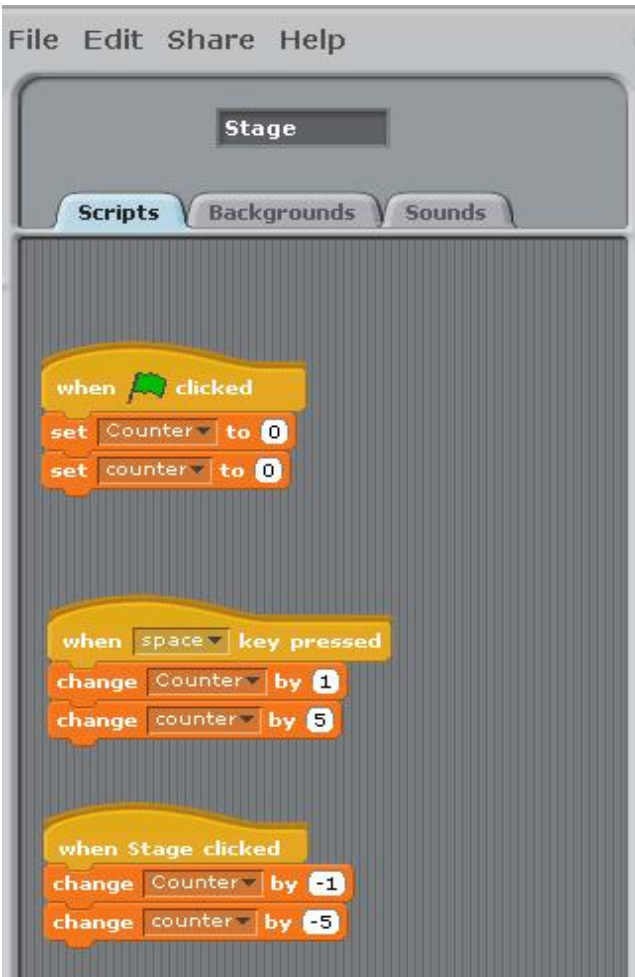 File Edit Share Help
Stage
Scripts Backgrounds Sounds
when clicked
set Counter to 0
set counter to 0
when space key pressed
change Counter by 1
change counter by 5
when Stage clicked
change Counter by -1
change counter by -5